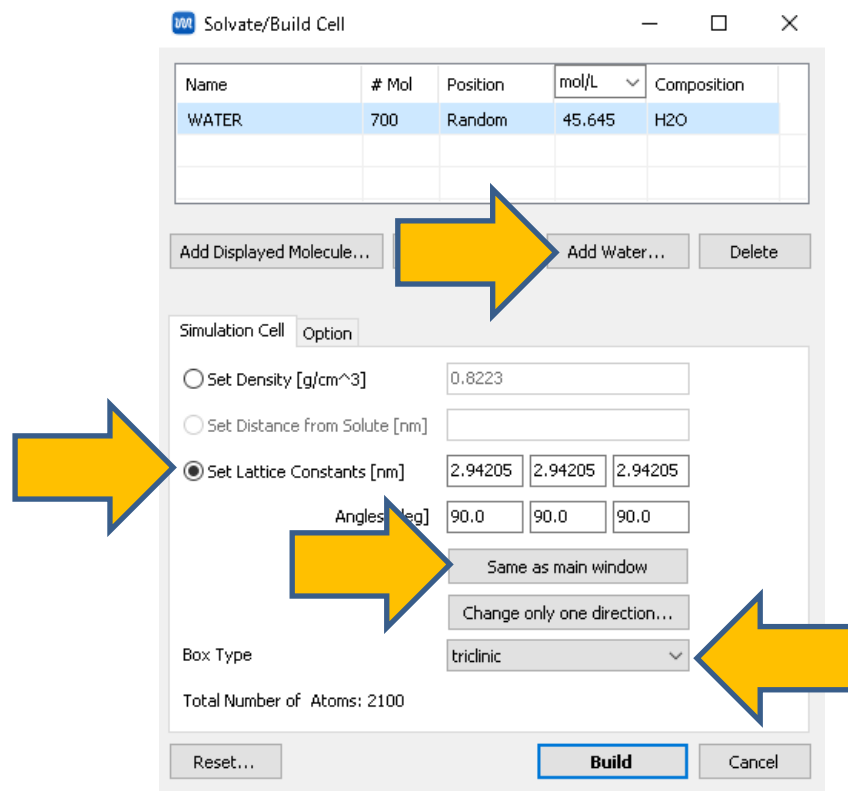 Solvate/Build Cell
Name # Mol Position mol/L Composition
WATER 700 Random 45.645 H2O
Add Displayed Molecule... Add Water... Delete
Simulation Cell Option
Set Density [g/cm^3] 0.8223
Set Distance from Solute [nm]
Set Lattice Constants [nm] 2.94205 2.94205 2.94205
Angles eg] 90.0 90.0 90.0
Same as main window
Change only one direction...
Box Type triclinic
Total Number of Atoms: 2100
Reset... Build Cancel